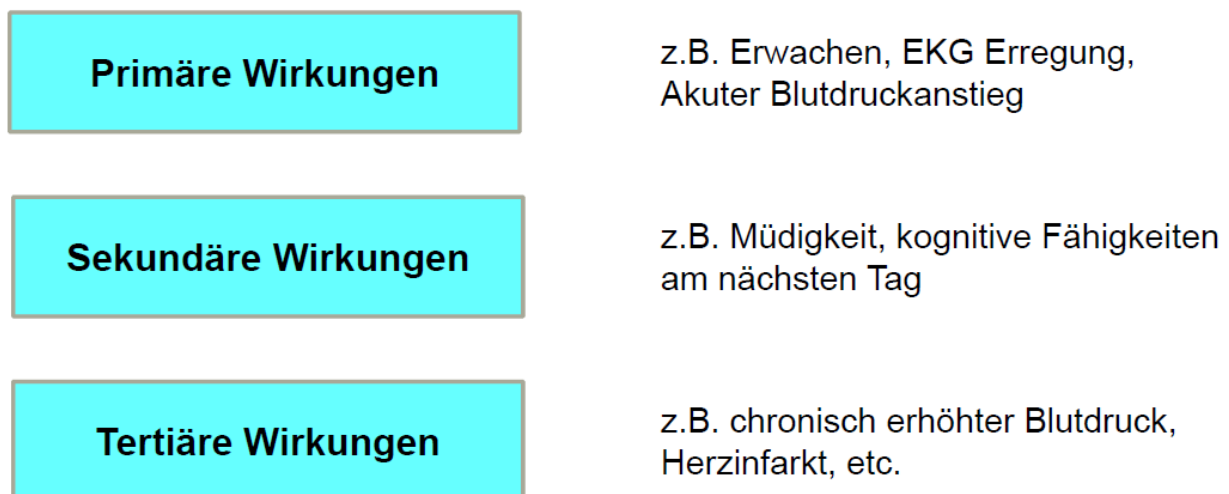 Primäre Wirkungen
z.B. Erwachen, EKG Erregung,
Akuter Blutdruckanstieg
Sekundäre Wirkungen
z.B. Müdigkeit, kognitive Fähigkeiten
am nächsten Tag
Tertiäre Wirkungen
z.B. chronisch erhöhter Blutdruck,
Herzinfarkt, etc.